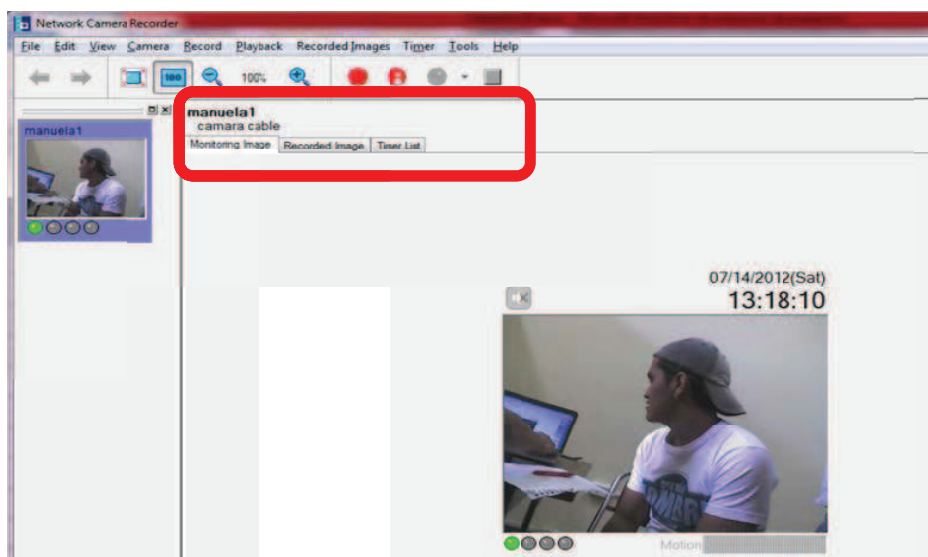 Network Camera Recorder
File Edit View Camera Record Playback Recorded Images Timer Tools Help
100 100%
manuela1
manuela1
camara cable
Monitoring Image Recorded Image Timer List
07/14/2012(Sat)
13:18:10
Motion